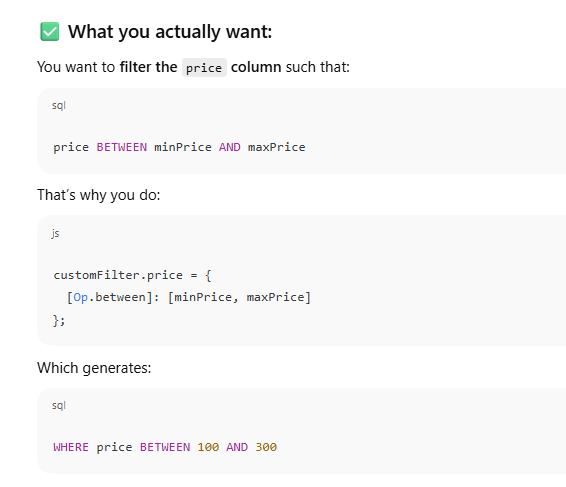 ✅ What you actually want:
You want to filter the price column such that:
sql
price BETWEEN minPrice AND maxPrice
That's why you do:
js
customFilter.price = {
  [Op.between]: [minPrice, maxPrice]
};
Which generates:
sql
WHERE price BETWEEN 100 AND 300